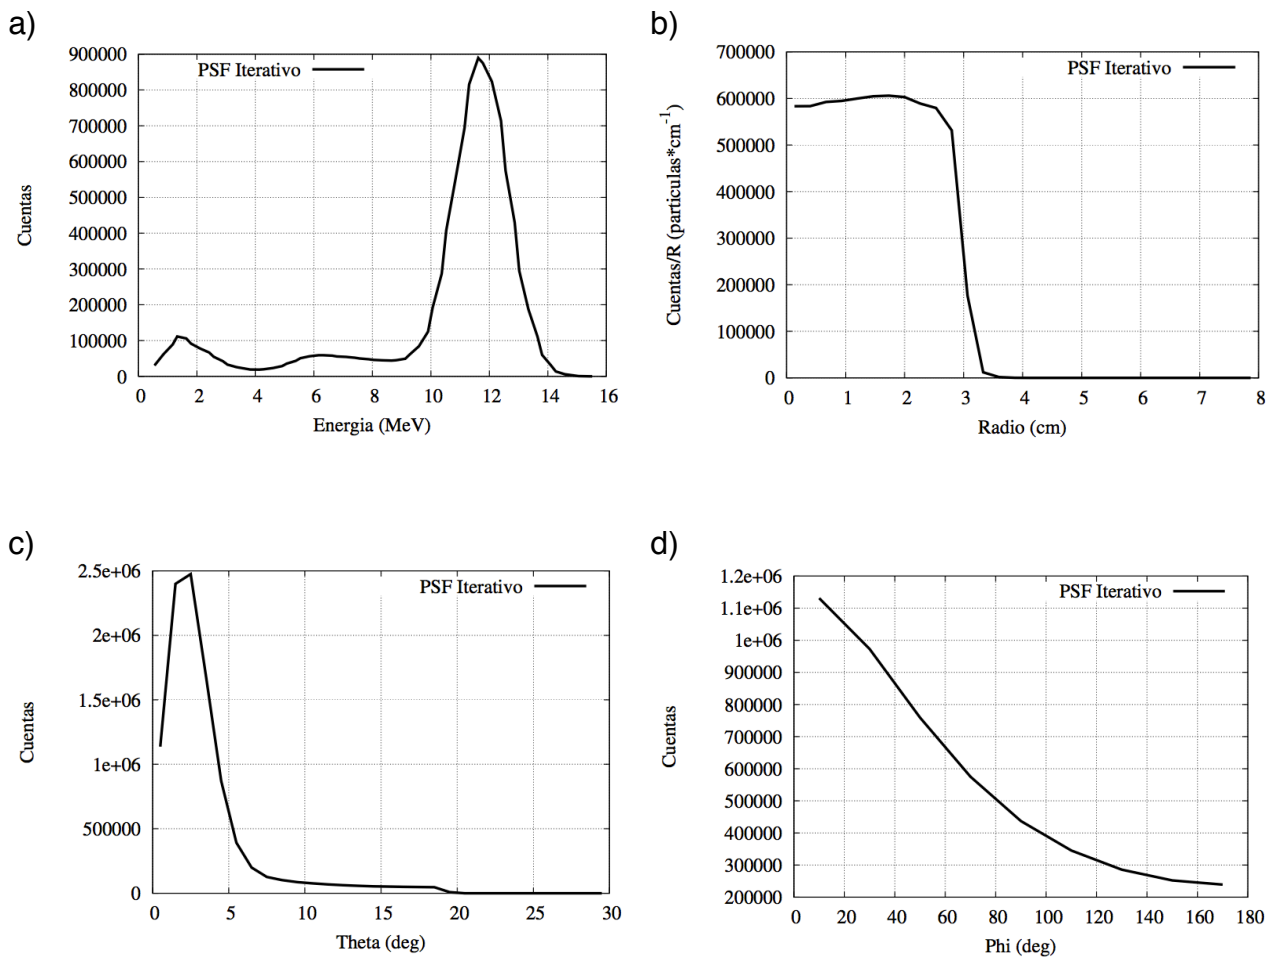 a)
PSF Iterativo
900000
800000
700000
600000
500000
400000
300000
200000
100000
0
Cuentas
0 2 4 6 8 10 12 14 16
Energia (MeV)
b)
PSF Iterativo
700000
600000
500000
400000
300000
200000
100000
0
Cuentas/R (particulas*cm-1)
0 1 2 3 4 5 6 7 8
Radio (cm)
c)
PSF Iterativo
2.5e+06
2e+06
1.5e+06
1e+06
500000
0
Cuentas
0 5 10 15 20 25 30
Theta (deg)
d)
PSF Iterativo
1.2e+06
1.1e+06
1e+06
900000
800000
700000
600000
500000
400000
300000
200000
Cuentas
0 20 40 60 80 100 120 140 160 180
Phi (deg)